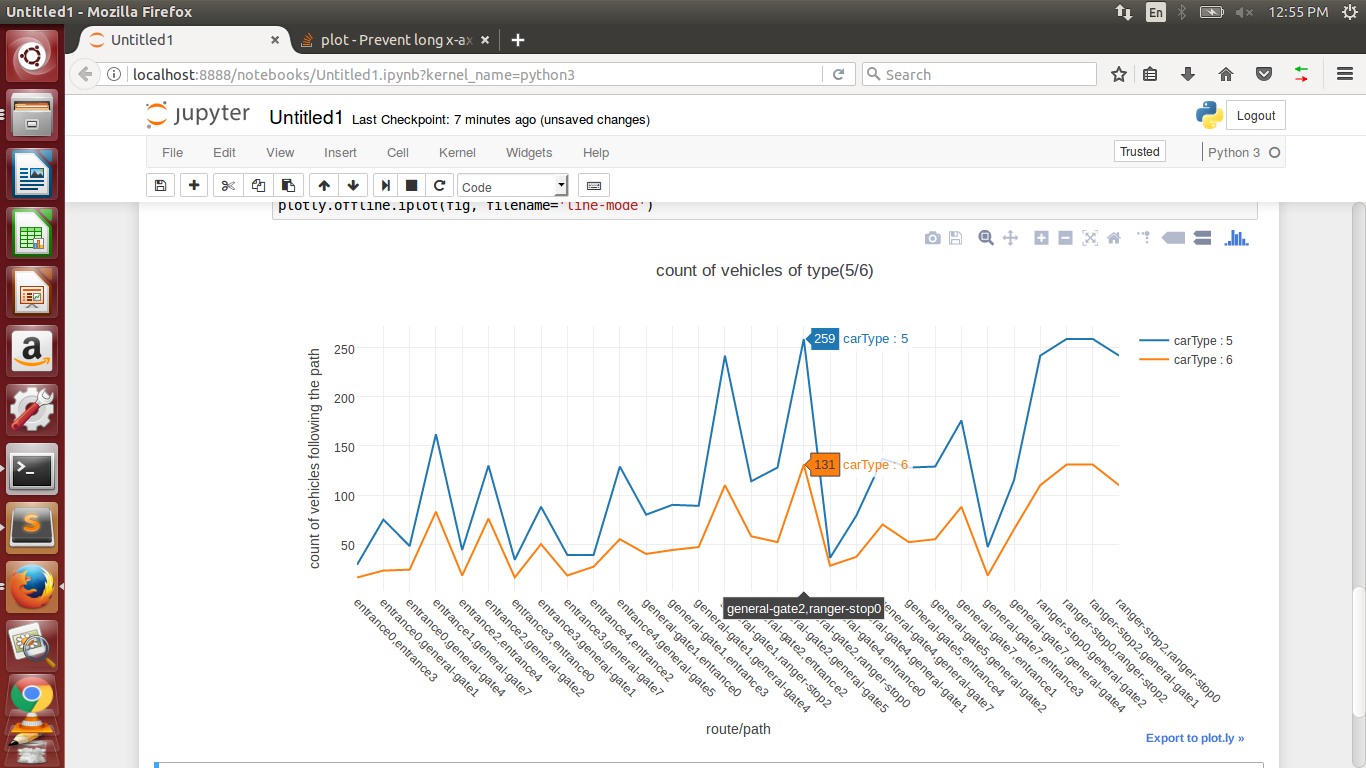 Untitled1 - Mozilla Firefox
En
12:55 PM
Untitled1
plot - Prevent long x-ax
localhost:8888/notebooks/Untitled1.ipynb?kernel_name=python3
Search
jupyter
Untitled1 Last Checkpoint: 7 minutes ago (unsaved changes)
Logout
File Edit View Insert Cell Kernel Widgets Help
Trusted
Python 3
Code
plotly.offline.iplot(fig, filename='line-mode')
count of vehicles of type(5/6)
count of vehicles following the path
250
200
150
100
50
259 carType : 5
131 carType : 6
carType : 5
carType : 6
general-gate2,ranger-stop0
entrance0,entrance3
entrance0,general-gate1
entrance0,general-gate4
entrance1,general-gate7
entrance2,entrance4
entrance2,general-gate2
entrance3,entrance0
entrance3,general-gate1
entrance3,general-gate7
entrance4,entrance2
entrance4,general-gate5
general-gate1,entrance0
general-gate1,entrance3
general-gate1,general-gate4
general-gate1,ranger-stop2
general-gate2,entrance2
general-gate2,general-gate5
general-gate2,ranger-stop0
general-gate4,entrance0
general-gate4,general-gate1
general-gate4,general-gate7
general-gate5,entrance4
general-gate5,general-gate2
general-gate7,entrance1
general-gate7,entrance3
general-gate7,general-gate4
ranger-stop0,general-gate2
ranger-stop0,ranger-stop2
ranger-stop2,general-gate1
ranger-stop2,ranger-stop0
route/path
Export to plot.ly »